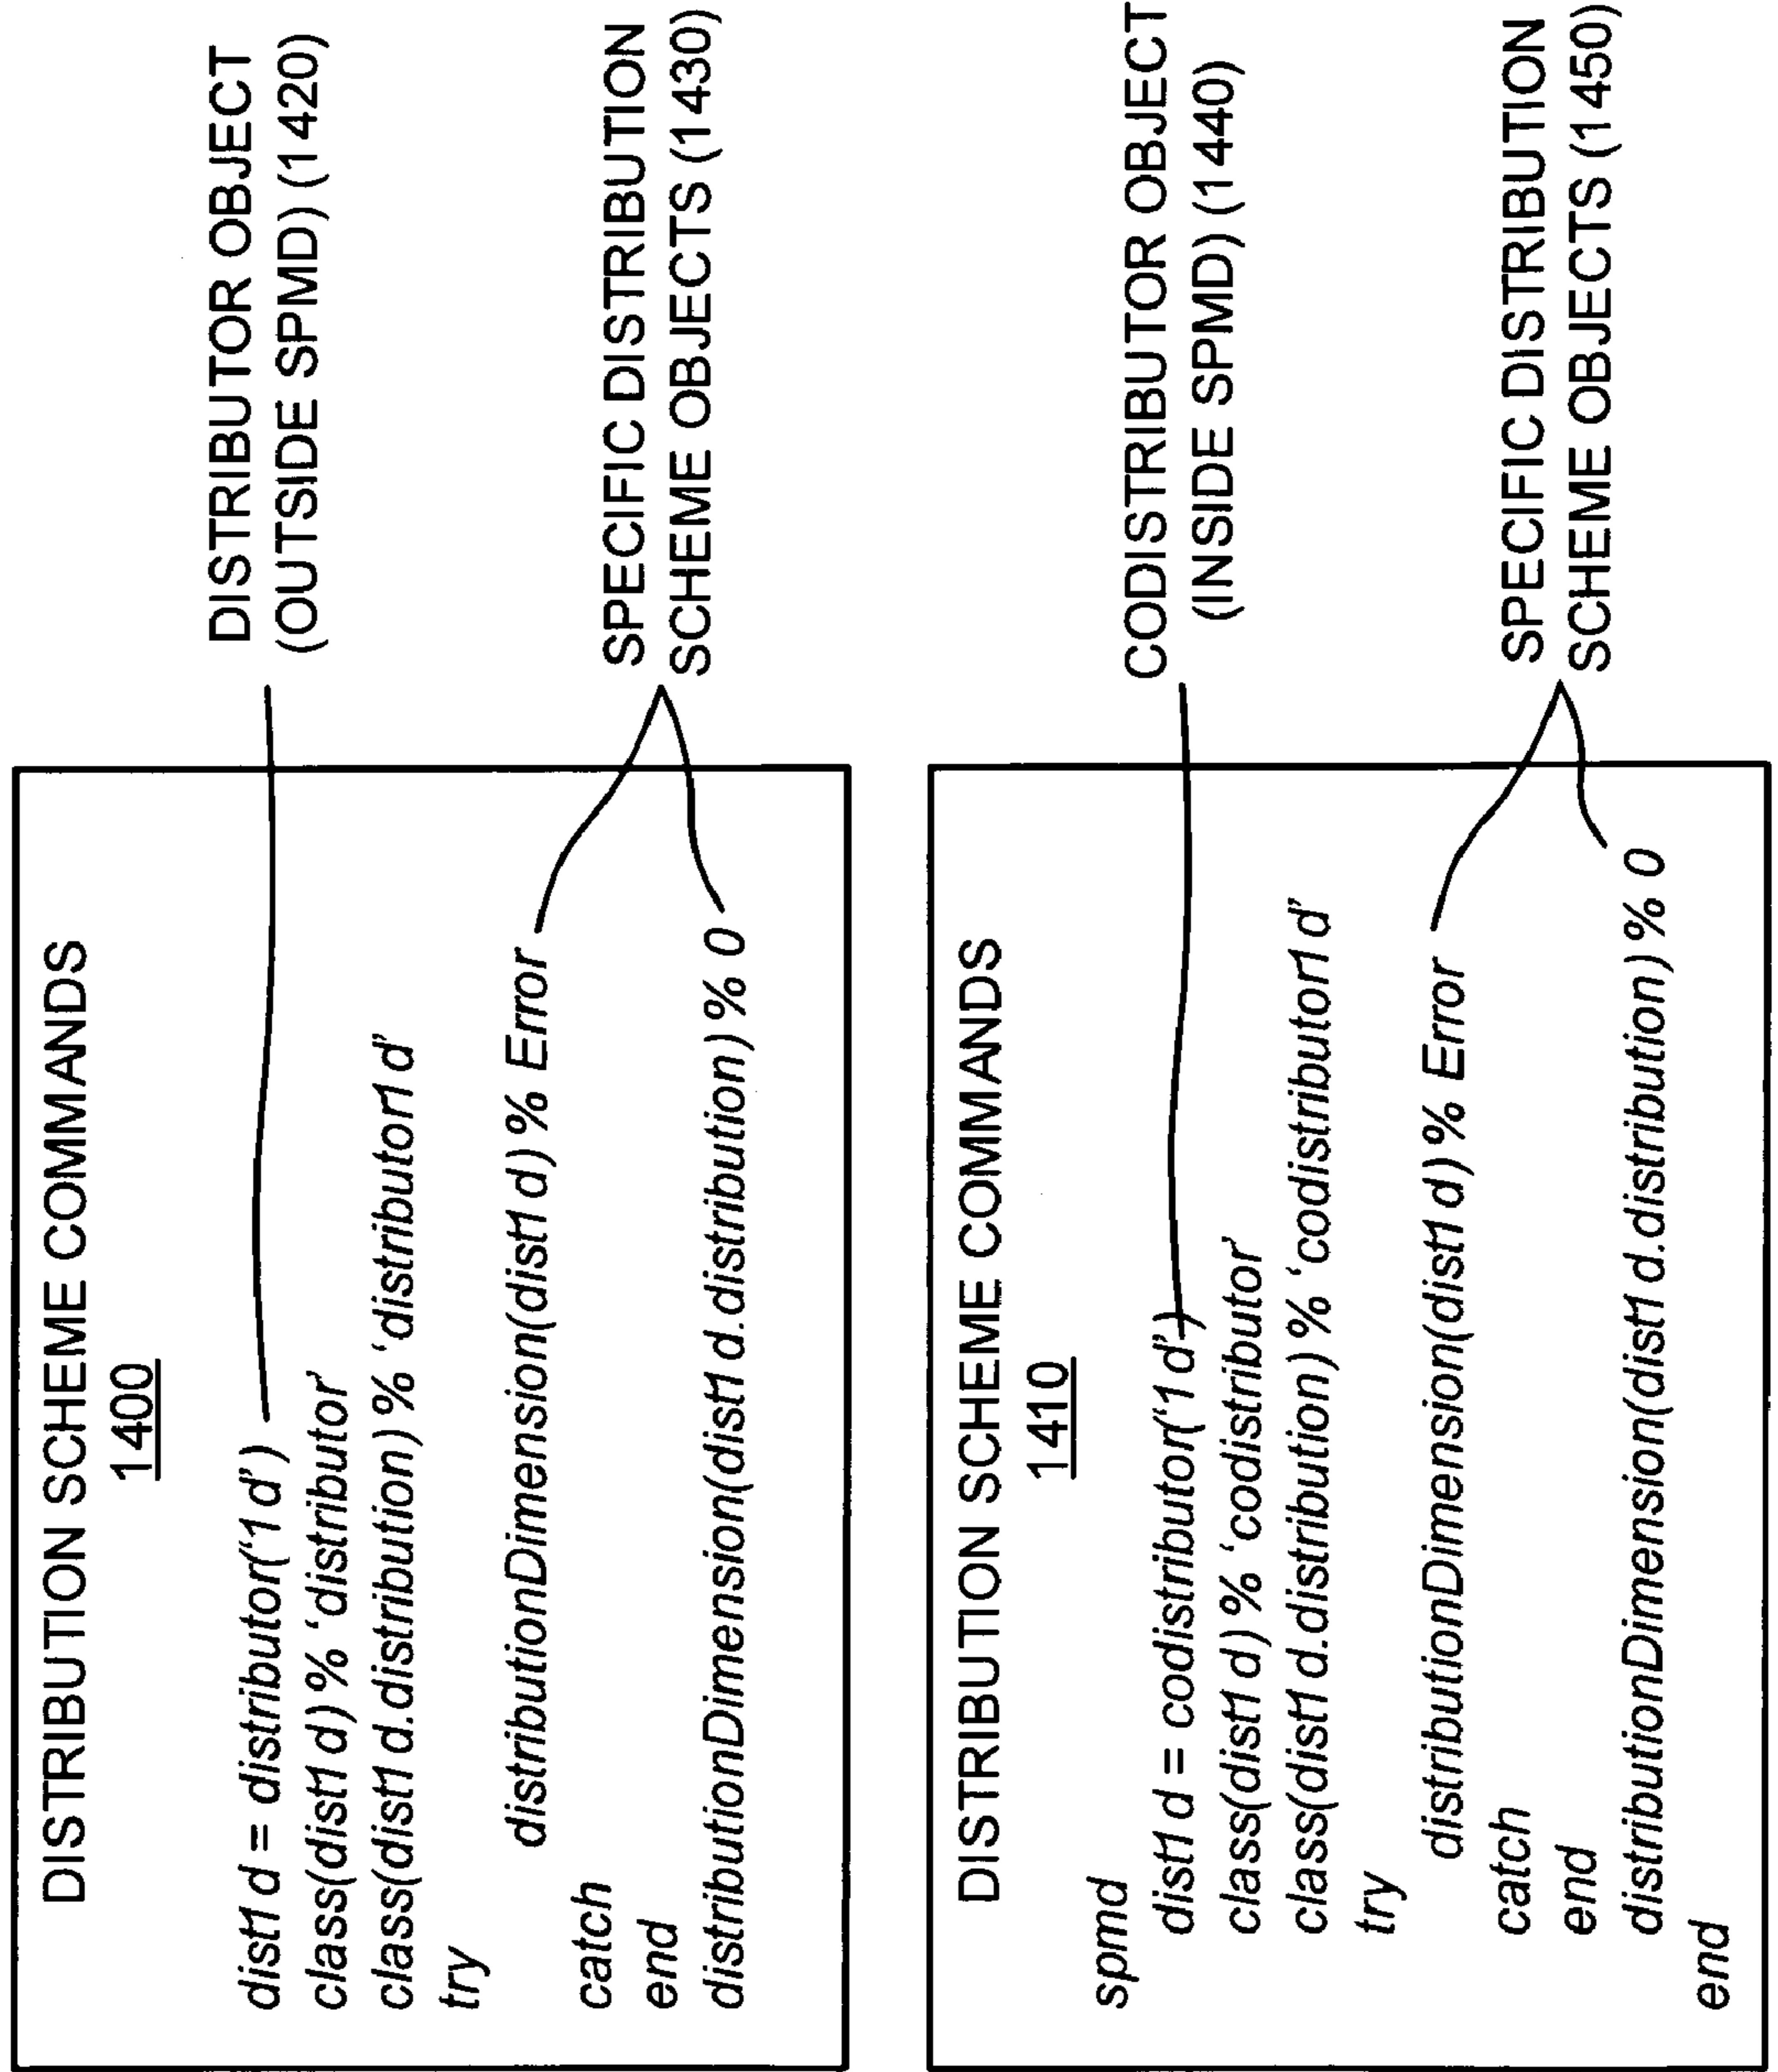 DISTRIBUTION SCHEME COMMANDS
1400
dist1d = distributor('1d')
class(dist1d) % 'distributor'
class(dist1d.distribution) % 'distributor1d'
try
distributionDimension(dist1d) % Error
catch
end
distributionDimension(dist1d.distribution) % 0
DISTRIBUTOR OBJECT
(OUTSIDE SPMD) (1420)
SPECIFIC DISTRIBUTION
SCHEME OBJECTS (1430)
DISTRIBUTION SCHEME COMMANDS
1410
spmd
dist1d = codistributor('1d')
class(dist1d) % 'codistributor'
class(dist1d.distribution) % 'codistributor1d'
try
distributionDimension(dist1d) % Error
catch
end
distributionDimension(dist1d.distribution) % 0
end
CODISTRIBUTOR OBJECT
(INSIDE SPMD) (1440)
SPECIFIC DISTRIBUTION
SCHEME OBJECTS (1450)